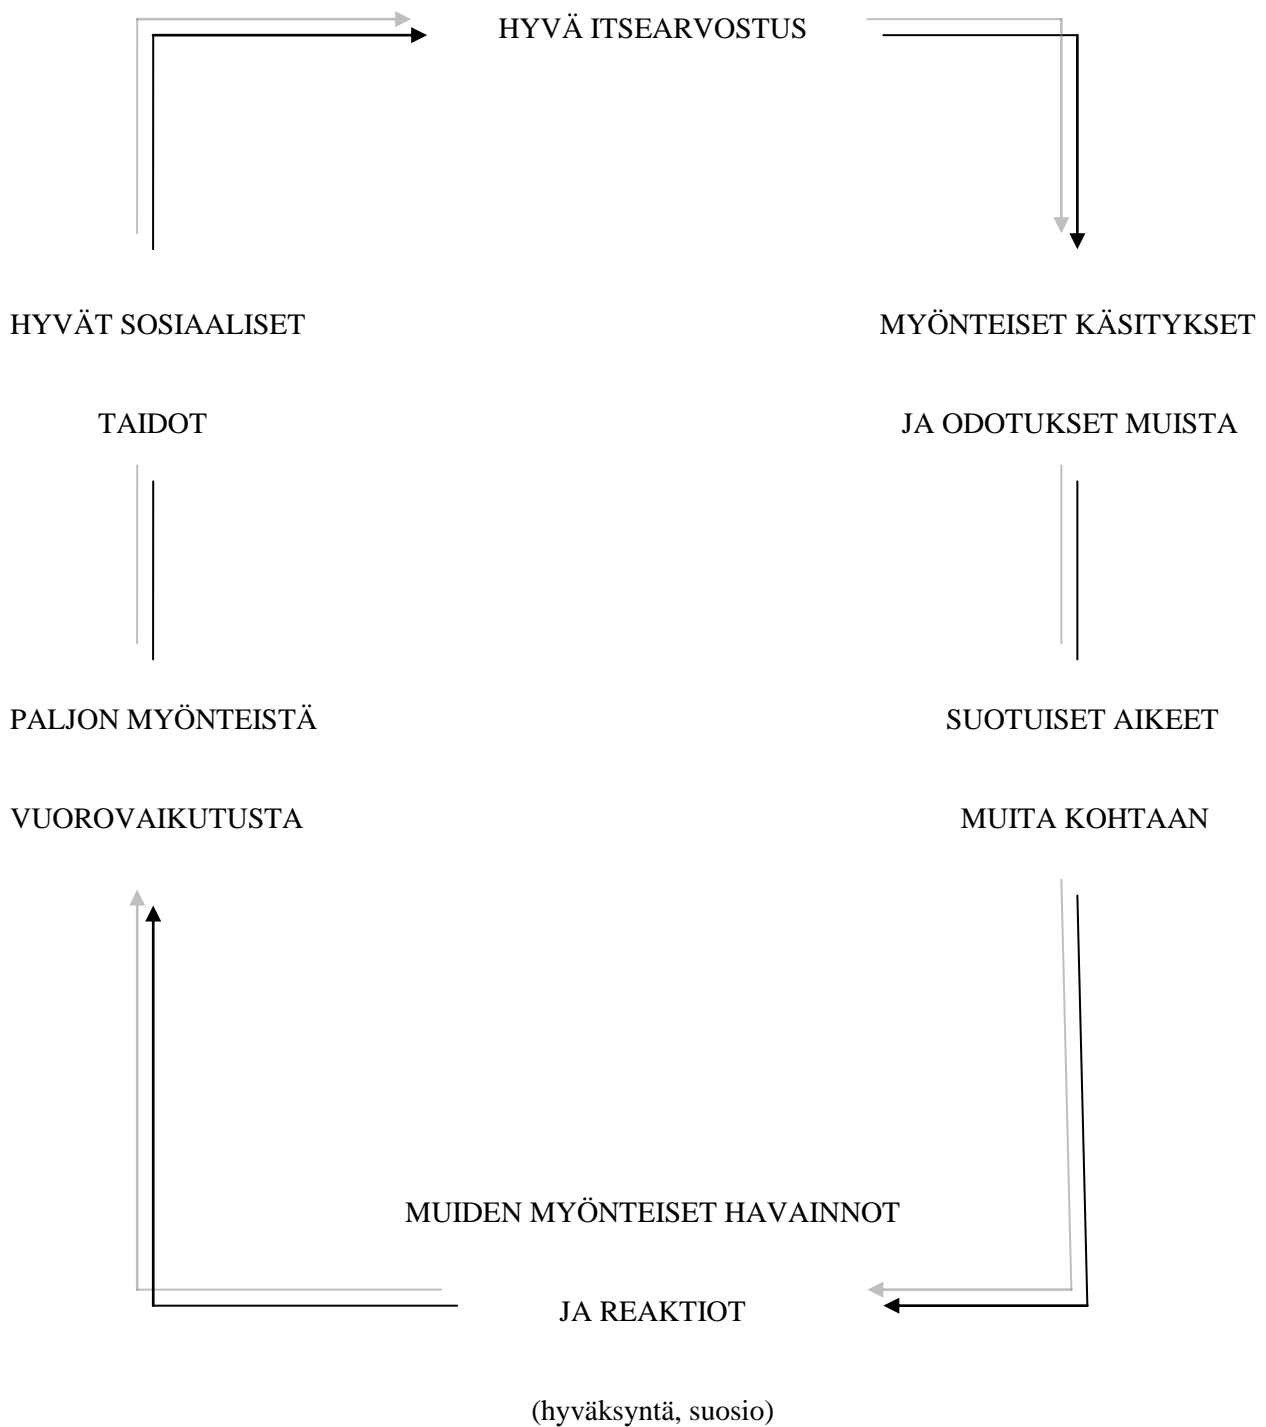 HYVÄ ITSEARVOSTUS
HYVÄT SOSIAALISET
TAIDOT
MYÖNTEISET KÄSITYKSET
JA ODOTUKSET MUISTA
PALJON MYÖNTEISTÄ
VUOROVAIKUTUSTA
SUOTUISET AIKEET
MUITA KOHTAAN
MUIDEN MYÖNTEISET HAVAINNOT
JA REAKTIOT
(hyväksyntä, suosio)